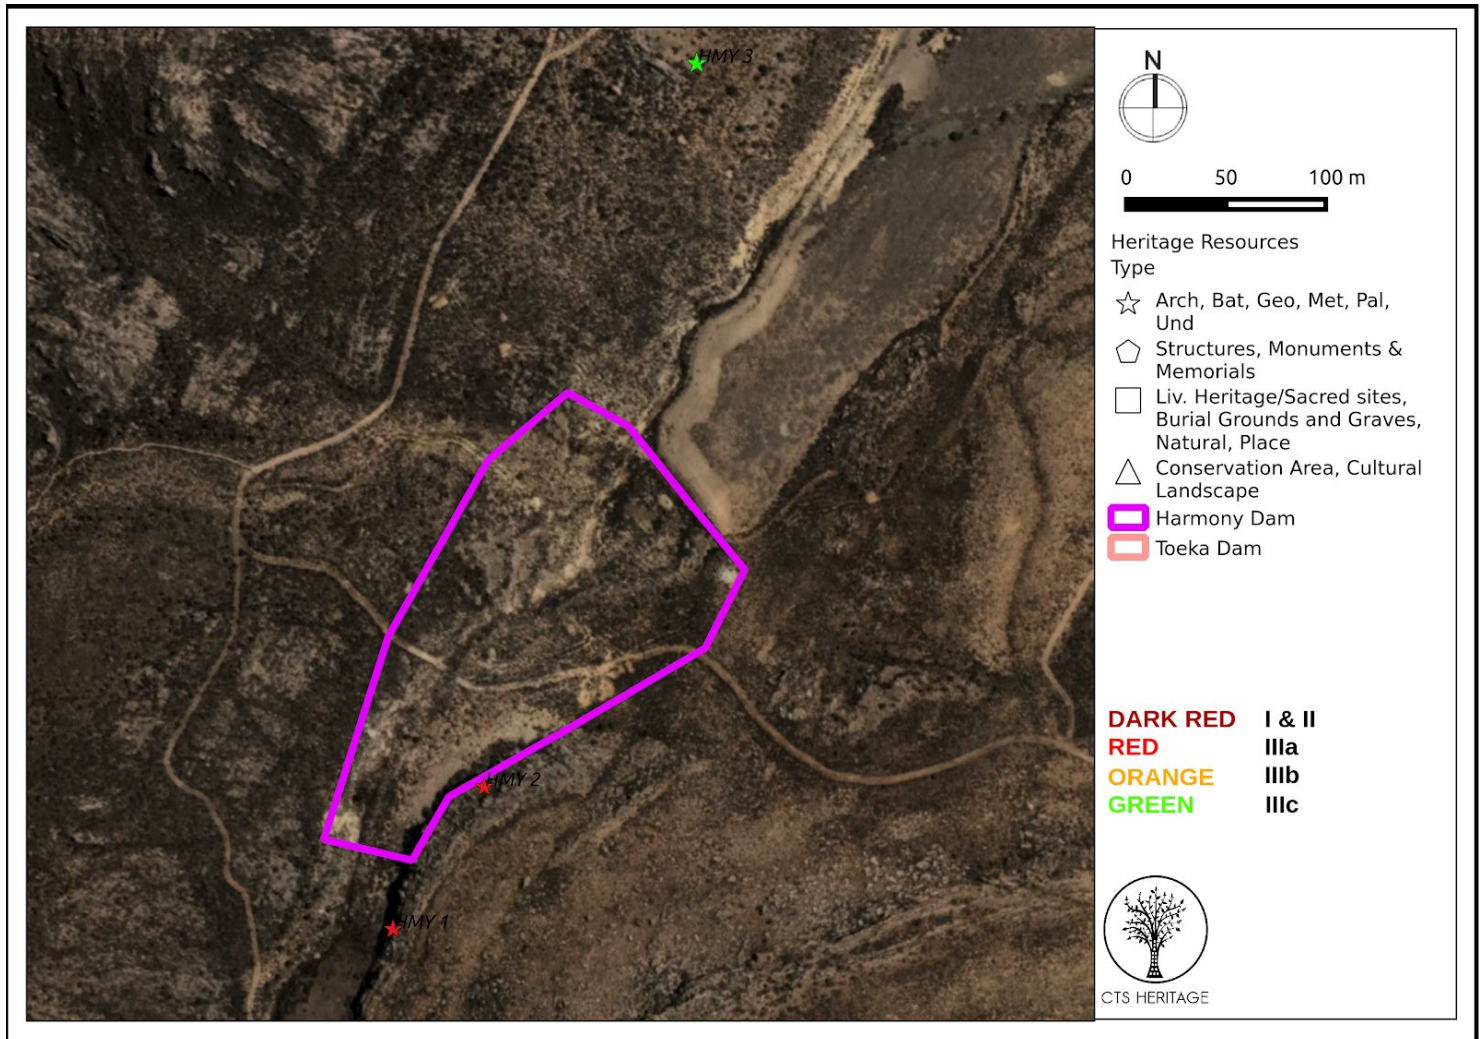 HMY 3
HMY 2
HMY 1
N
0 50 100 m
Heritage Resources
Type
Arch, Bat, Geo, Met, Pal,
Und
Structures, Monuments &
Memorials
Liv. Heritage/Sacred sites,
Burial Grounds and Graves,
Natural, Place
Conservation Area, Cultural
Landscape
Harmony Dam
Toeka Dam
DARK RED I & II
RED IIIa
ORANGE IIIb
GREEN IIIc
CTS HERITAGE